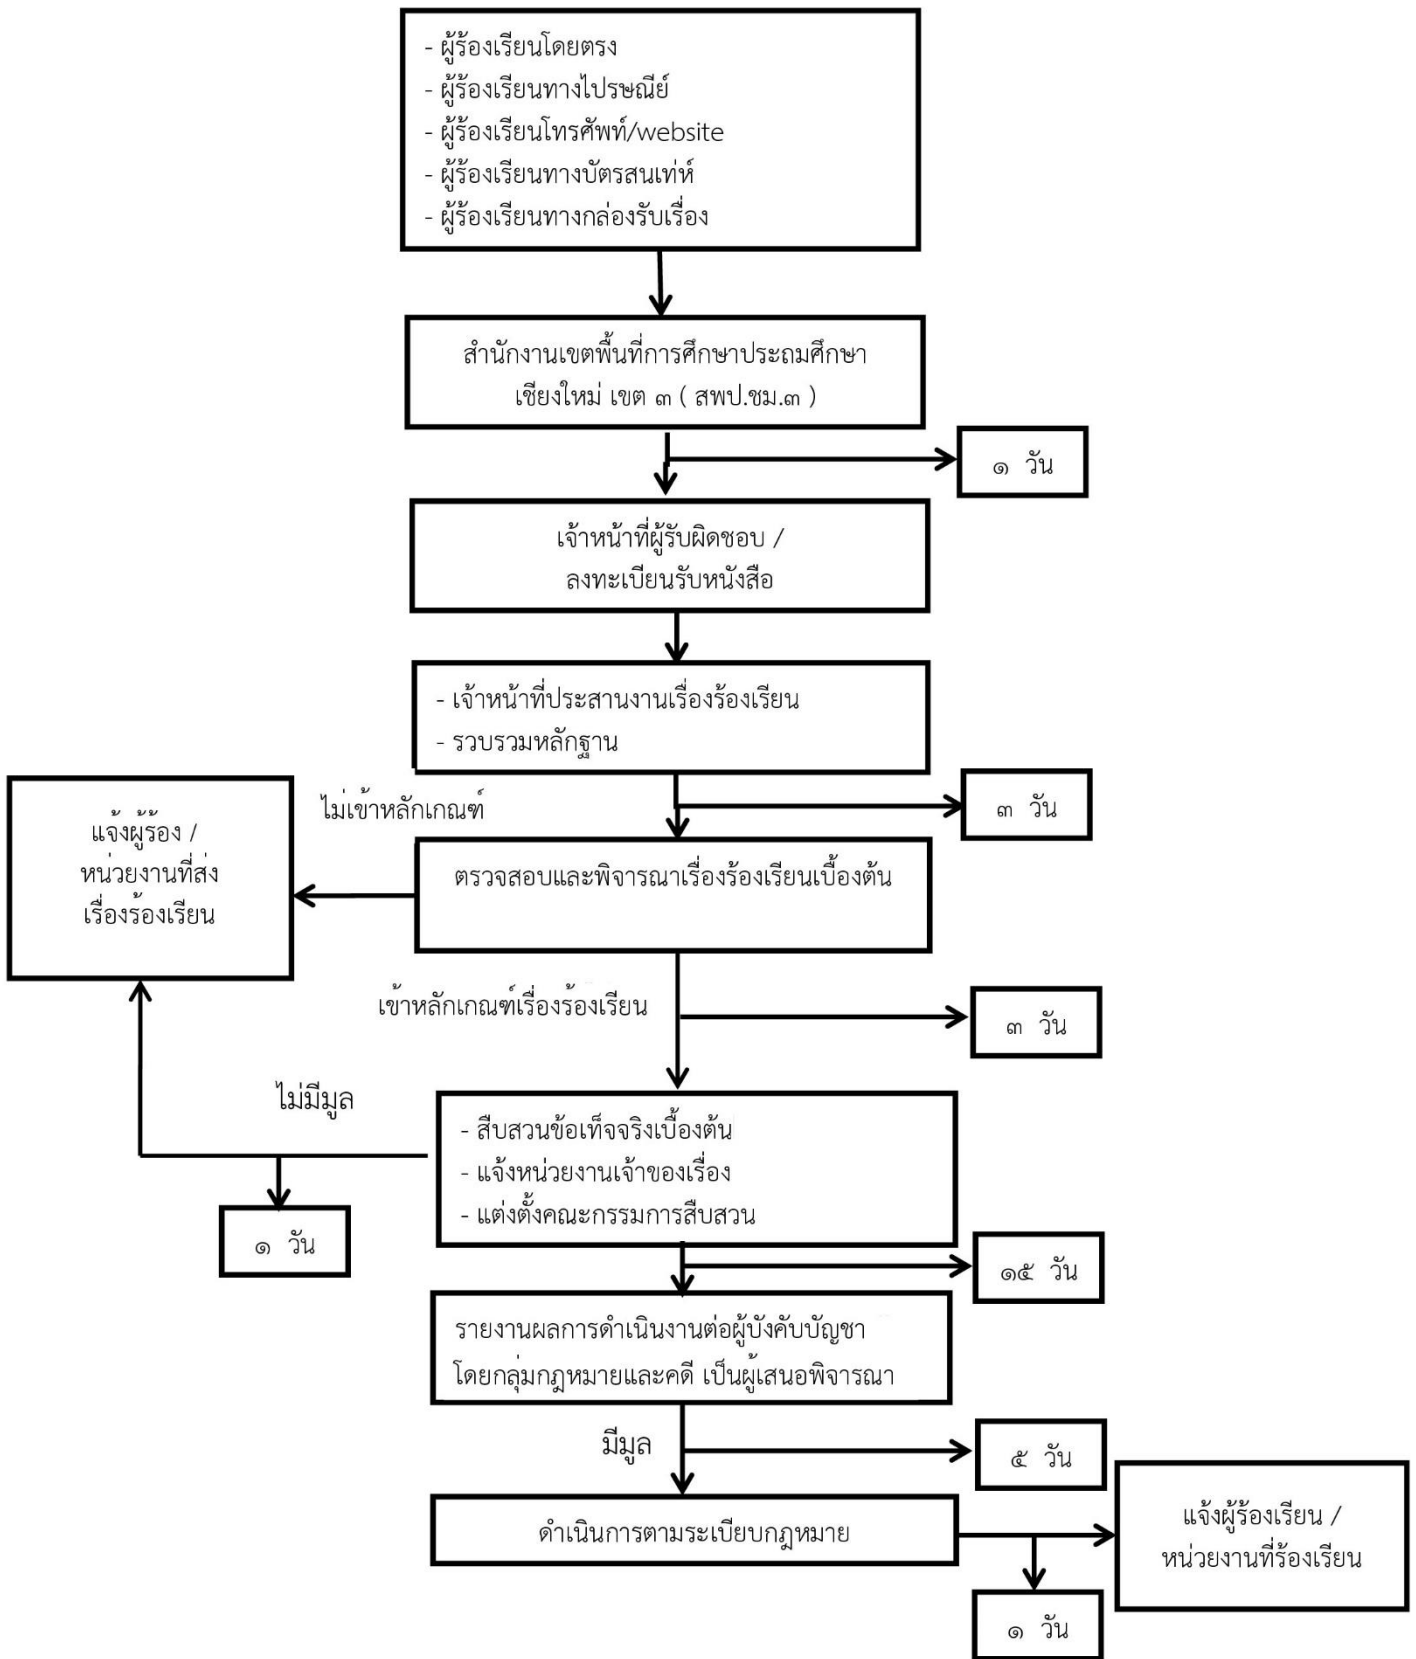 - ผู้ร้องเรียนโดยตรง
- ผู้ร้องเรียนทางไปรษณีย์
- ผู้ร้องเรียนโทรศัพท์/website
- ผู้ร้องเรียนทางบัตรสนเท่ห์
- ผู้ร้องเรียนทางกล่องรับเรื่อง
สำนักงานเขตพื้นที่การศึกษาประถมศึกษา
เชียงใหม่ เขต ๓ ( สพป.ชม.๓ )
๑ วัน
เจ้าหน้าที่ผู้รับผิดชอบ /
ลงทะเบียนรับหนังสือ
- เจ้าหน้าที่ประสานงานเรื่องร้องเรียน
- รวบรวมหลักฐาน
๓ วัน
ไม่เข้าหลักเกณฑ์
แจ้งผู้ร้อง /
หน่วยงานที่ส่ง
เรื่องร้องเรียน
ตรวจสอบและพิจารณาเรื่องร้องเรียนเบื้องต้น
เข้าหลักเกณฑ์เรื่องร้องเรียน
๓ วัน
ไม่มีมูล
- สืบสวนข้อเท็จจริงเบื้องต้น
- แจ้งหน่วยงานเจ้าของเรื่อง
- แต่งตั้งคณะกรรมการสืบสวน
๑ วัน
๑๕ วัน
รายงานผลการดำเนินงานต่อผู้บังคับบัญชา
โดยกลุ่มกฎหมายและคดี เป็นผู้เสนอพิจารณา
มีมูล
๕ วัน
ดำเนินการตามระเบียบกฎหมาย
แจ้งผู้ร้องเรียน /
หน่วยงานที่ร้องเรียน
๑ วัน